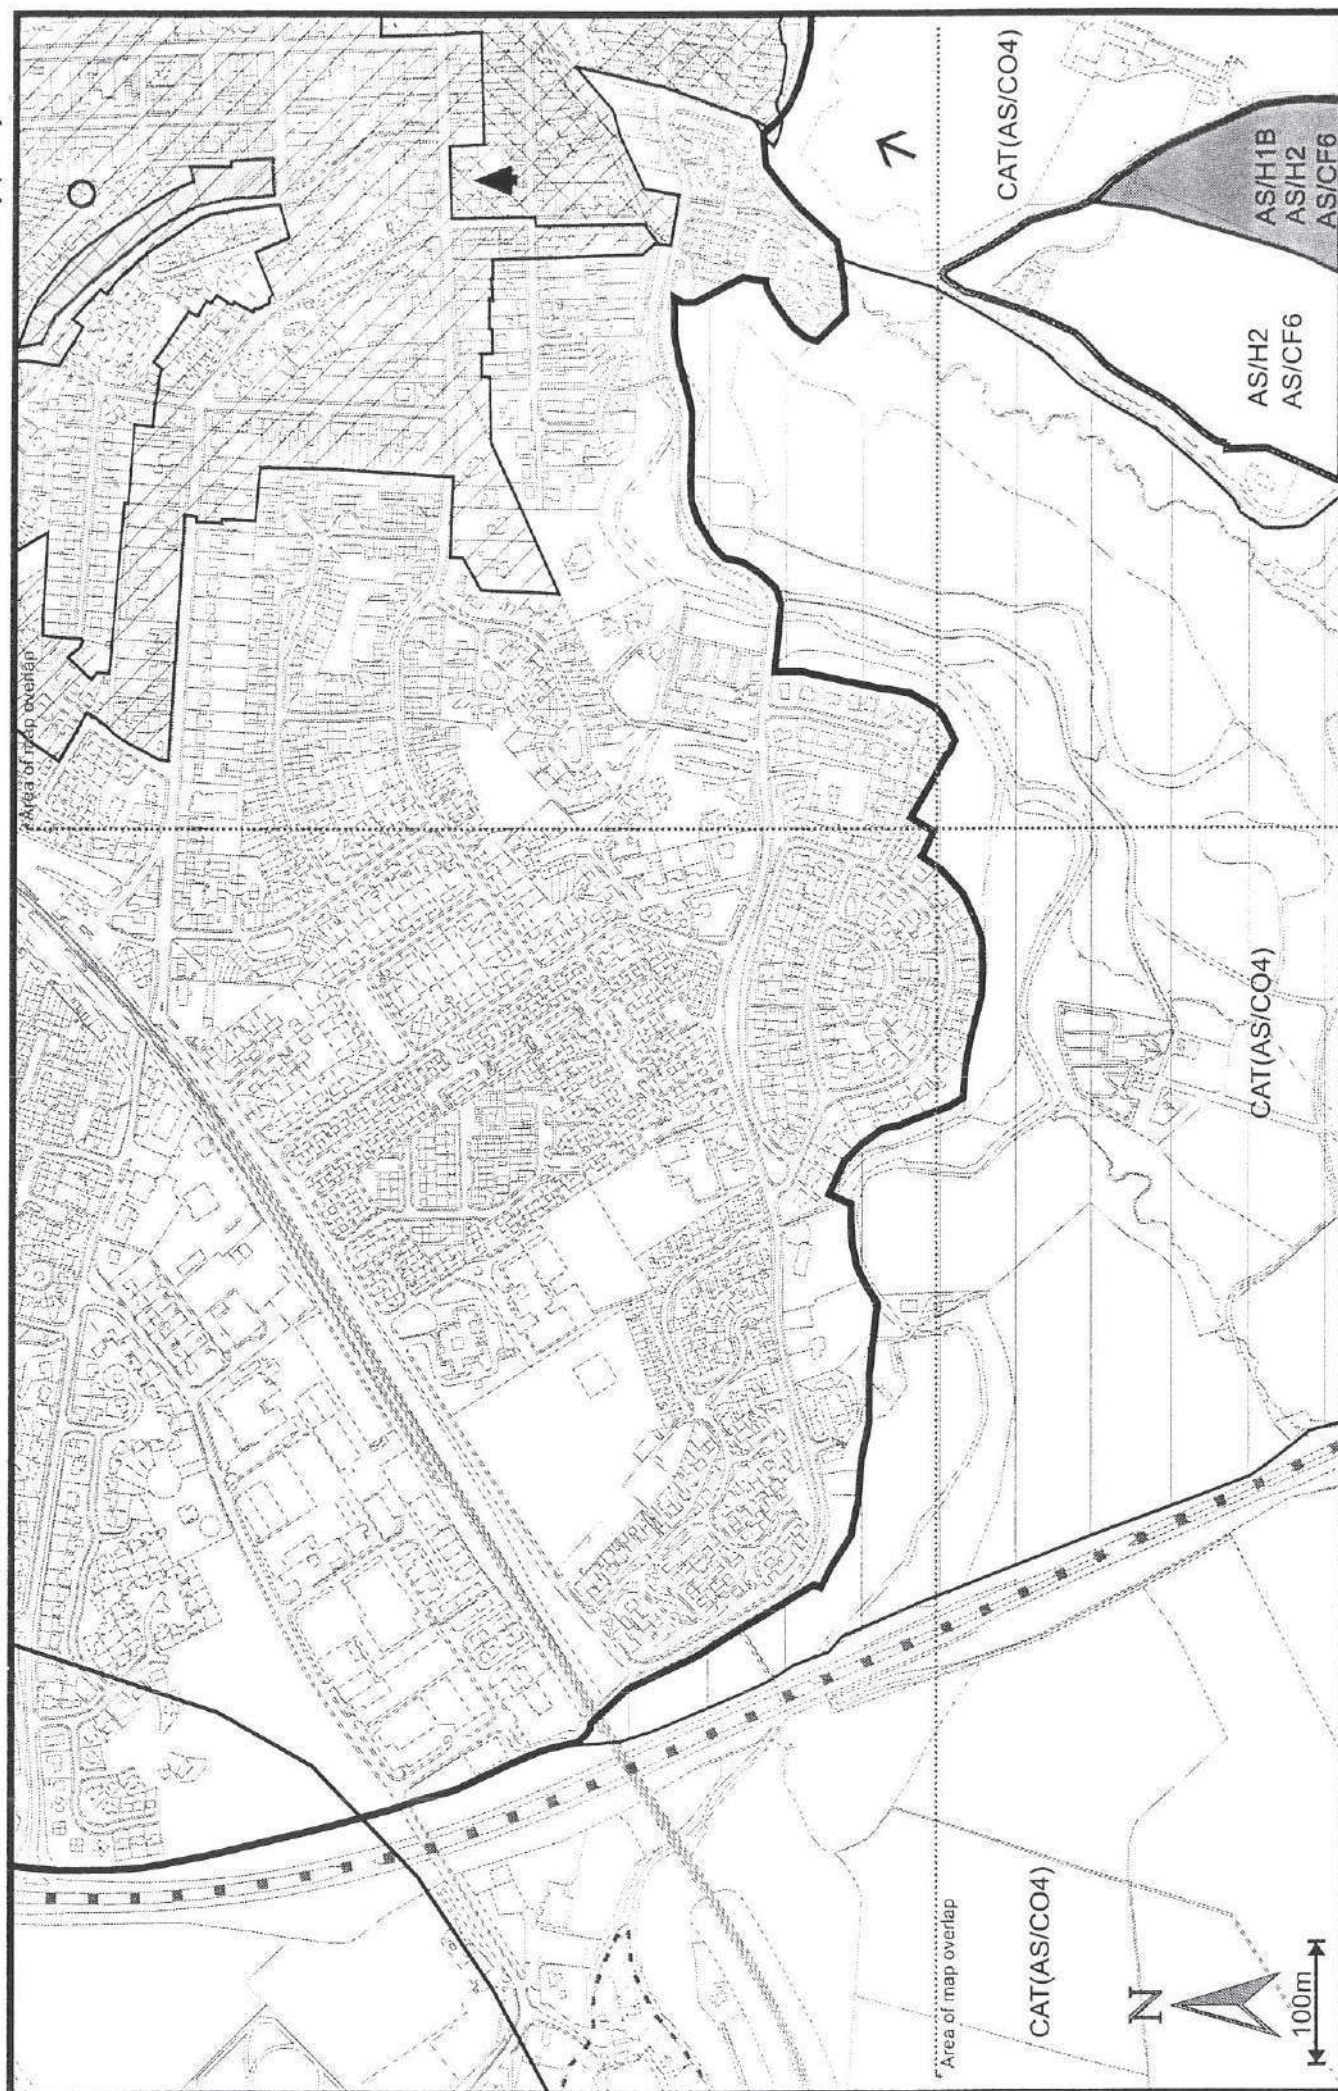 Area of map overlap
CAT(AS/CO4)
AS/H1B
AS/H2
AS/CF6
AS/H2
AS/CF6
CAT(AS/CO4)
Area of map overlap
CAT(AS/CO4)
N
100m